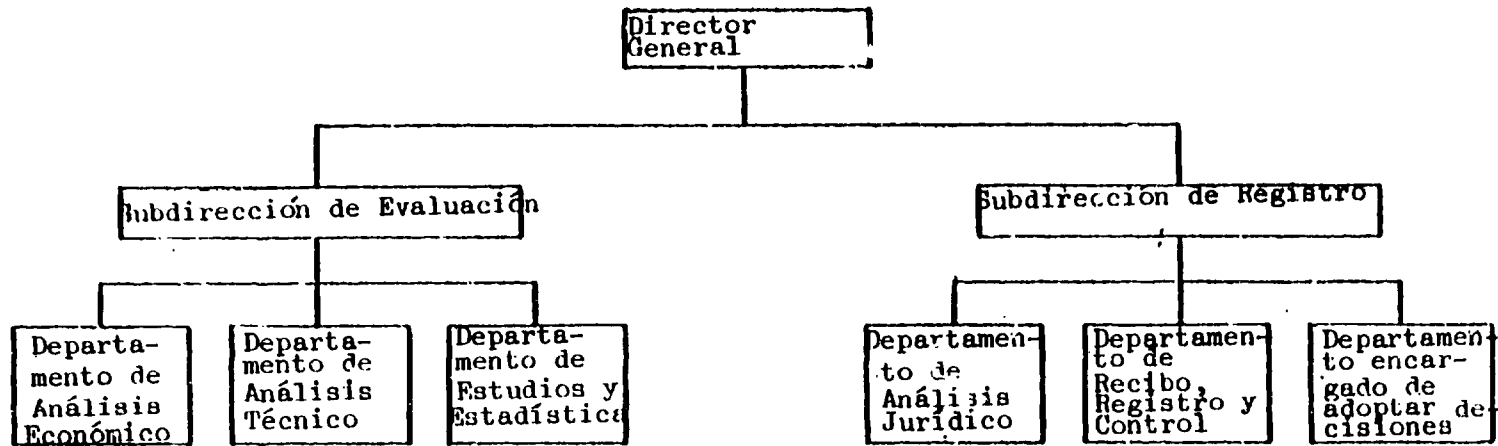 Director
General
Subdirección de Evaluación
Subdirección de Registro
Departa-
mento de
Análisis
Económico
Departa-
mento de
Análisis
Técnico
Departa-
mento de
Estudios y
Estadística
Departamen-
to de
Análisis
Jurídico
Departamen-
to de
Recibo,
Registro y
Control
Departamen-
to encar-
gado de
adoptar de-
cisiones